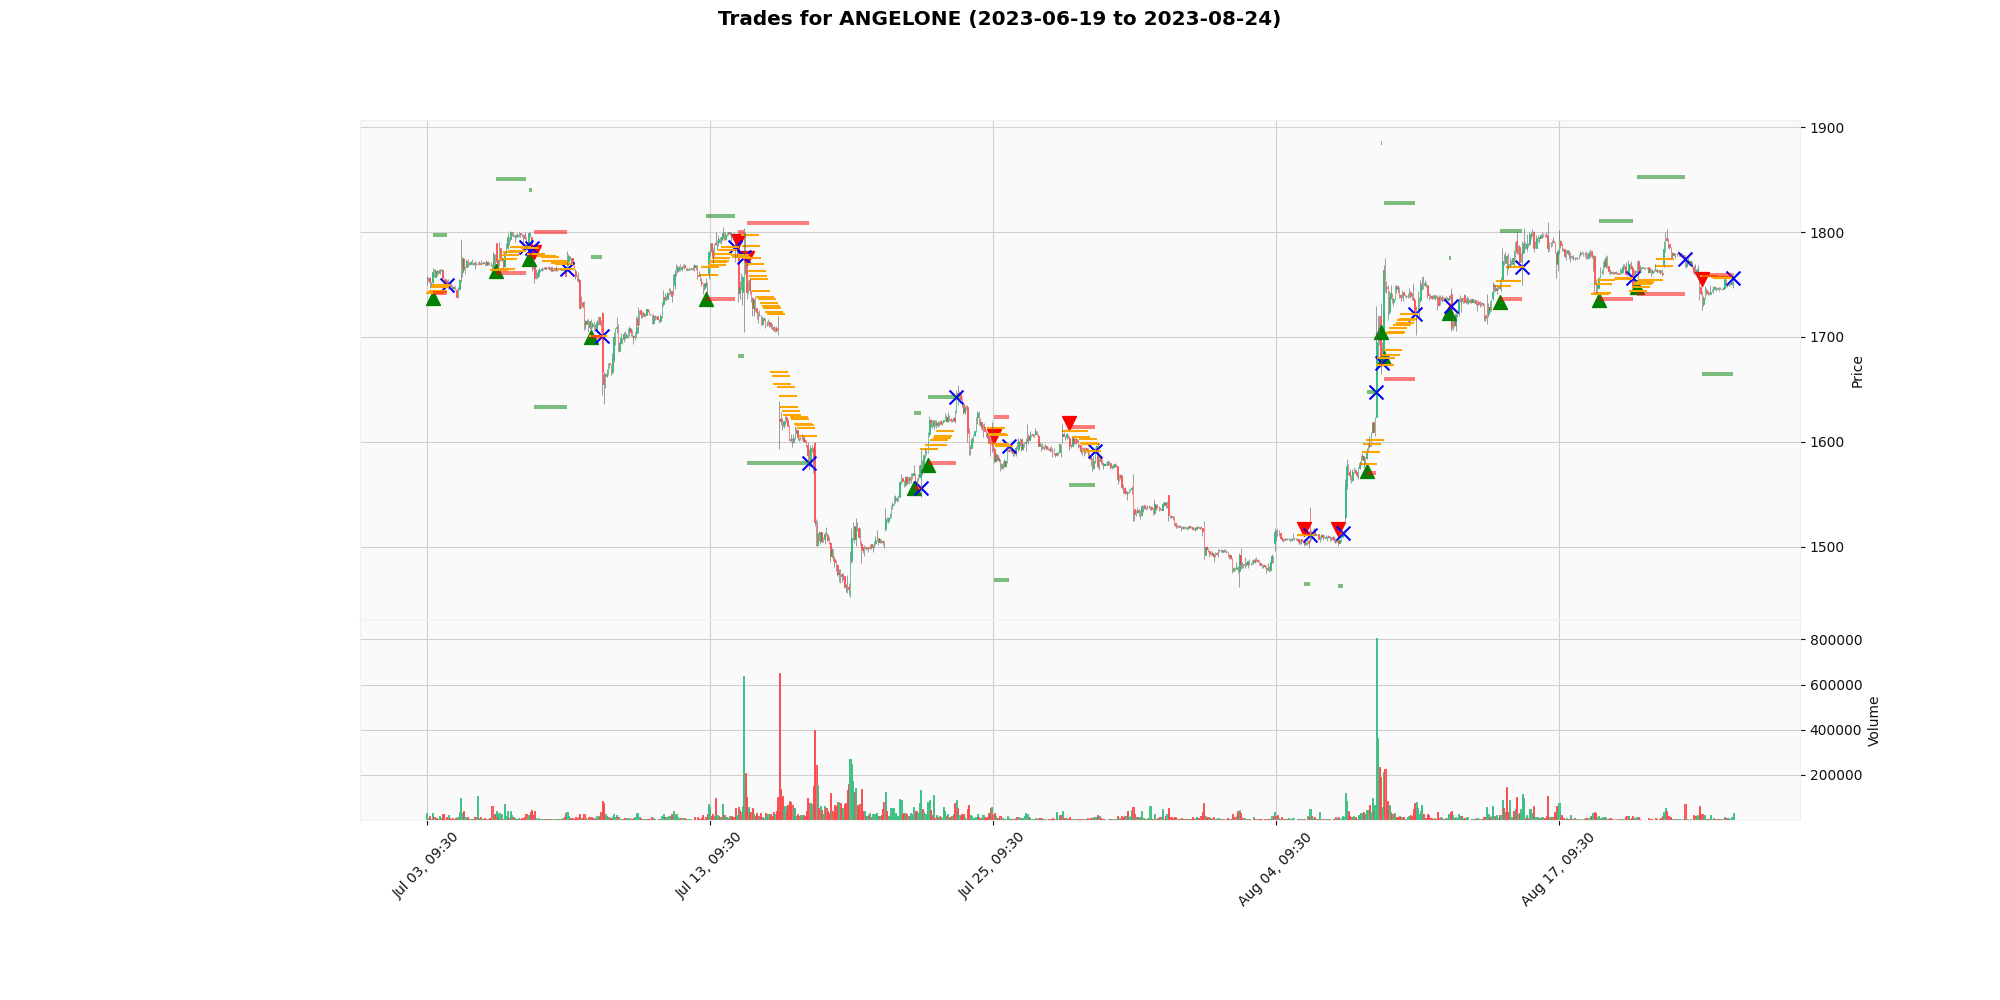 Trades for ANGELONE (2023-06-19 to 2023-08-24)
1900
1800
1700
1600
1500
Price
800000
600000
400000
200000
Volume
Jul 03, 09:30
Jul 13, 09:30
Jul 25, 09:30
Aug 04, 09:30
Aug 17, 09:30